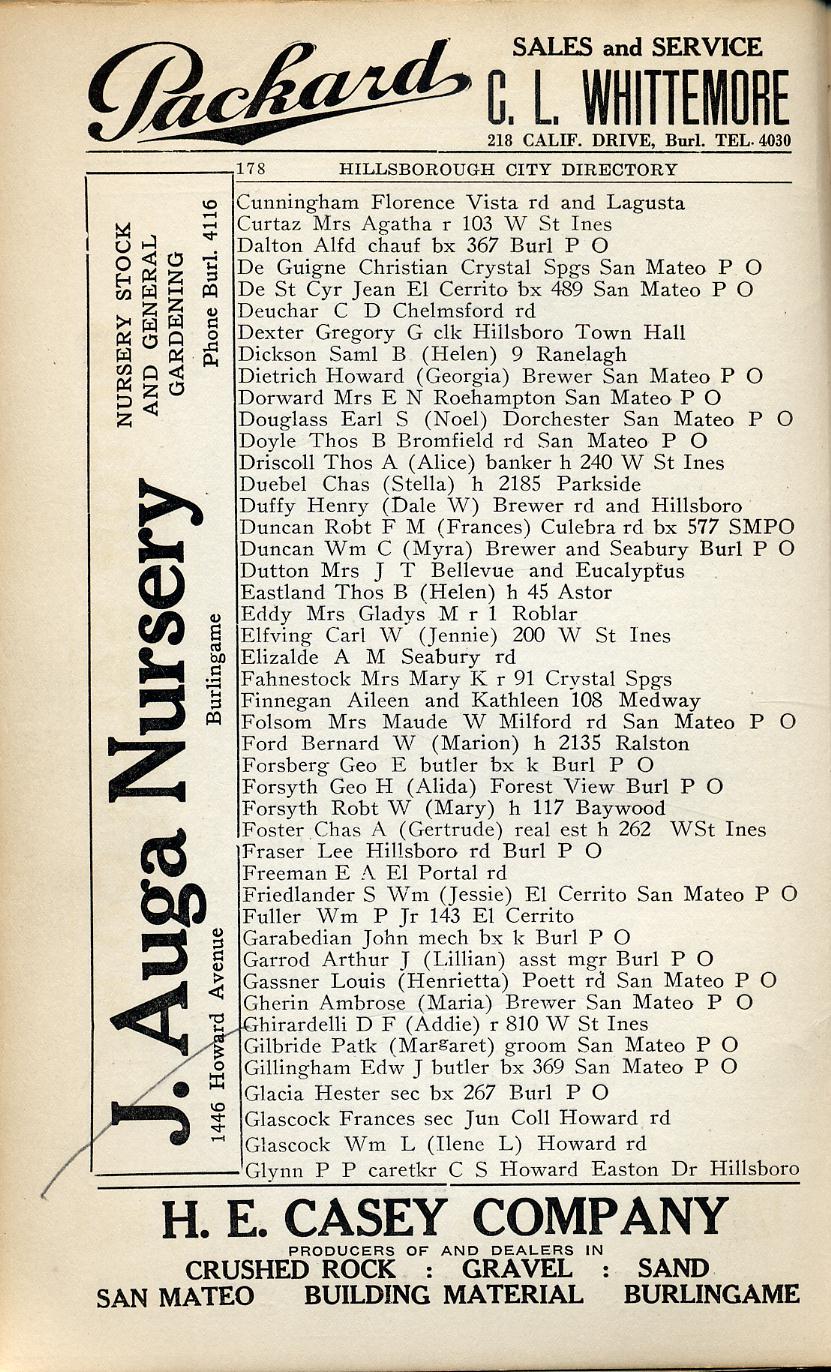 Packard
SALES and SERVICE
C. L. WHITTEMORE
218 CALIF. DRIVE, Burl. TEL. 4030
178 HILLSBOROUGH CITY DIRECTORY
Cunningham Florence Vista rd and Lagusta
Curtaz Mrs Agatha r 103 W St Ines
Dalton Alfd chauf bx 367 Burl P O
De Guigne Christian Crystal Spgs San Mateo P O
De St Cyr Jean El Cerrito bx 489 San Mateo P O
Deuchar C D Chelmsford rd
Dexter Gregory G clk Hillsboro Town Hall
Dickson Saml B (Helen) 9 Ranelagh
Dietrich Howard (Georgia) Brewer San Mateo P O
Dorward Mrs E N Roehampton San Mateo P O
Douglass Earl S (Noel) Dorchester San Mateo P O
Doyle Thos B Bromfield rd San Mateo P O
Driscoll Thos A (Alice) banker h 240 W St Ines
Duebel Chas (Stella) h 2185 Parkside
Duffy Henry (Dale W) Brewer rd and Hillsboro
Duncan Robt F M (Frances) Culebra rd bx 577 SMPO
Duncan Wm C (Myra) Brewer and Seabury Burl P O
Dutton Mrs J T Bellevue and Eucalyptus
Eastland Thos B (Helen) h 45 Astor
Eddy Mrs Gladys M r 1 Roblar
Elfving Carl W (Jennie) 200 W St Ines
Elizalde A M Seabury rd
Fahnestock Mrs Mary K r 91 Crystal Spgs
Finnegan Aileen and Kathleen 108 Medway
Folsom Mrs Maude W Milford rd San Mateo P O
Ford Bernard W (Marion) h 2135 Ralston
Forsberg Geo E butler bx k Burl P O
Forsyth Geo H (Alida) Forest View Burl P O
Forsyth Robt W (Mary) h 117 Baywood
Foster Chas A (Gertrude) real est h 262 WSt Ines
Fraser Lee Hillsboro rd Burl P O
Freeman E A El Portal rd
Friedlander S Wm (Jessie) El Cerrito San Mateo P O
Fuller Wm P Jr 143 El Cerrito
Garabedian John mech bx k Burl P O
Garrod Arthur J (Lillian) asst mgr Burl P O
Gassner Louis (Henrietta) Poett rd San Mateo P O
Gherin Ambrose (Maria) Brewer San Mateo P O
Ghirardelli D F (Addie) r 810 W St Ines
Gilbride Patk (Margaret) groom San Mateo P O
Gillingham Edw J butler bx 369 San Mateo P O
Glacia Hester sec bx 267 Burl P O
Glascock Frances sec Jun Coll Howard rd
Glascock Wm L (Ilene L) Howard rd
Glynn P P caretkr C S Howard Easton Dr Hillsboro
J. Auga Nursery
NURSERY STOCK
AND GENERAL
GARDENING
1446 Howard Avenue Burlingame Phone Burl. 4116
H. E. CASEY COMPANY
PRODUCERS OF AND DEALERS IN
CRUSHED ROCK : GRAVEL : SAND
SAN MATEO BUILDING MATERIAL BURLINGAME